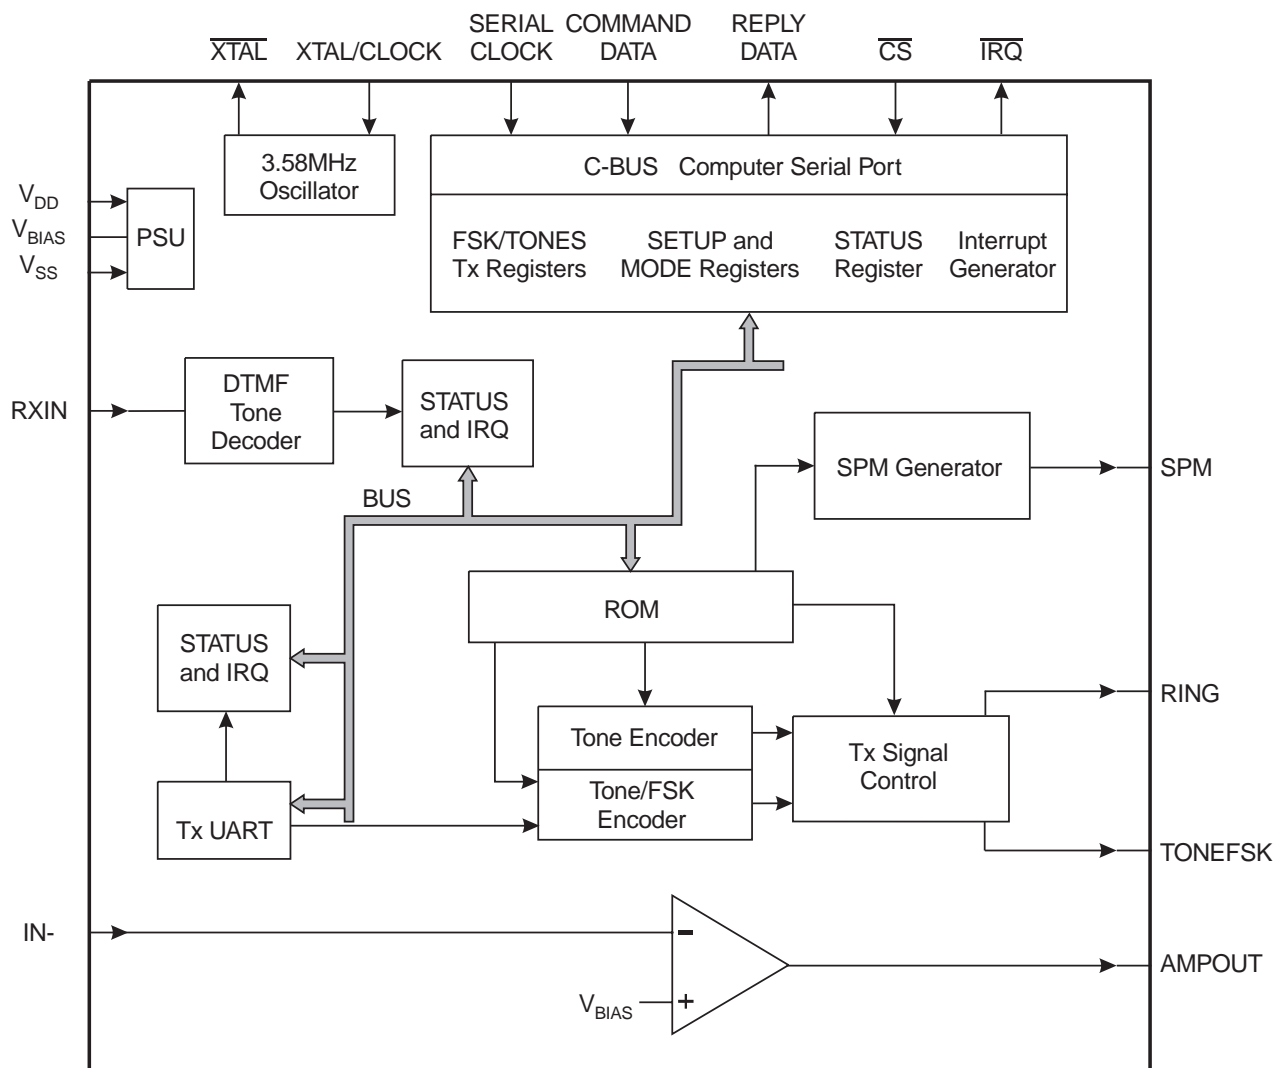 SERIAL COMMAND REPLY
XTAL XTAL/CLOCK CLOCK DATA DATA CS IRQ
3.58MHz
Oscillator
C-BUS Computer Serial Port
VDD
VBIAS
VSS
PSU
FSK/TONES
Tx Registers
SETUP and
MODE Registers
STATUS
Register
Interrupt
Generator
RXIN
DTMF
Tone
Decoder
STATUS
and IRQ
SPM Generator
SPM
BUS
ROM
STATUS
and IRQ
RING
Tone Encoder
Tx Signal
Control
Tone/FSK
Encoder
Tx UART
TONEFSK
IN-
-
AMPOUT
VBIAS
+